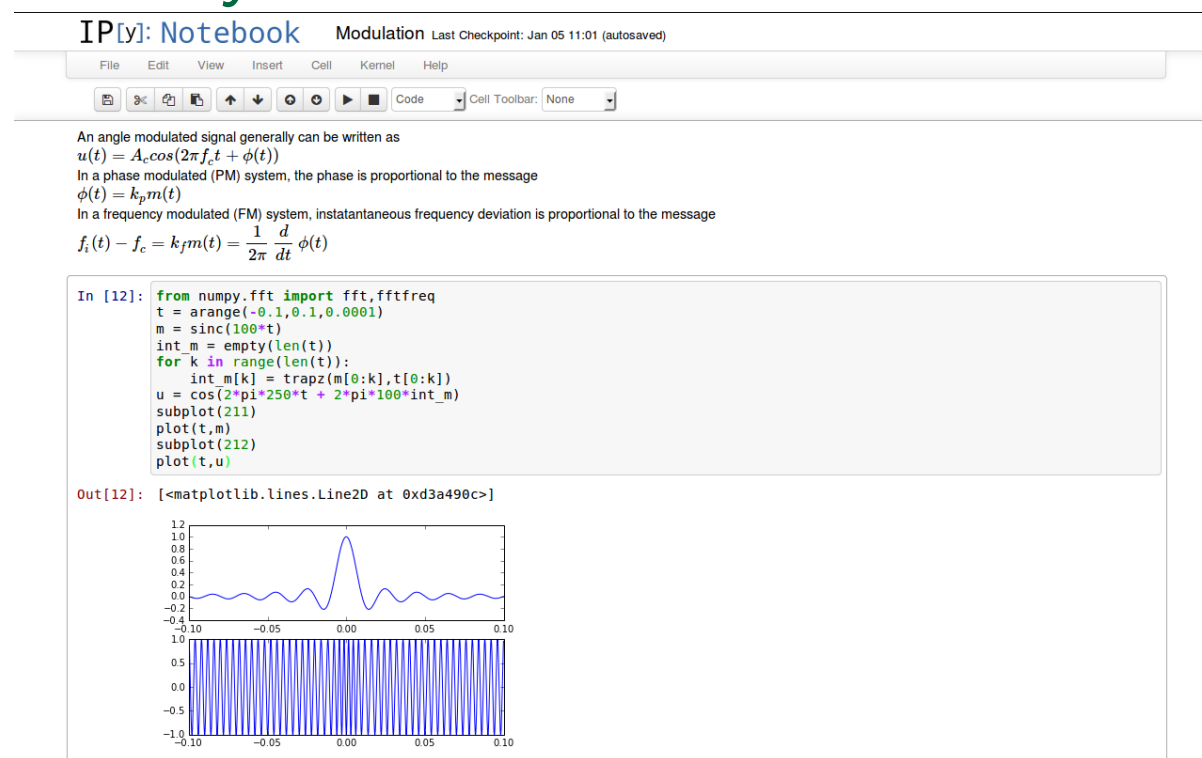 IP[y]: Notebook Modulation Last Checkpoint: Jan 05 11:01 (autosaved)
File Edit View Insert Cell Kernel Help
Code Cell Toolbar: None
An angle modulated signal generally can be written as
u(t) = A_c cos(2πf_c t + ϕ(t))
In a phase modulated (PM) system, the phase is proportional to the message
ϕ(t) = k_p m(t)
In a frequency modulated (FM) system, instatantaneous frequency deviation is proportional to the message
f_i(t) − f_c = k_f m(t) = 1/2π d/dt ϕ(t)
In [12]: from numpy.fft import fft,fftfreq
t = arange(-0.1,0.1,0.0001)
m = sinc(100*t)
int_m = empty(len(t))
for k in range(len(t)):
    int_m[k] = trapz(m[0:k],t[0:k])
u = cos(2*pi*250*t + 2*pi*100*int_m)
subplot(211)
plot(t,m)
subplot(212)
plot(t,u)
Out[12]: [<matplotlib.lines.Line2D at 0xd3a490c>]
1.2
1.0
0.8
0.6
0.4
0.2
0.0
−0.2
−0.4
−0.10 −0.05 0.00 0.05 0.10
1.0
0.5
0.0
−0.5
−1.0
−0.10 −0.05 0.00 0.05 0.10